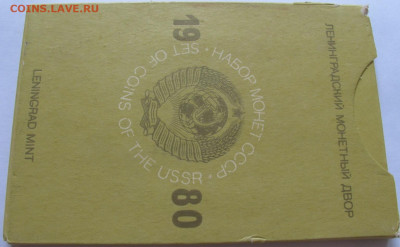 COINS.LAVE.RU
ЛЕНИНГРАДСКИЙ МОНЕТНЫЙ ДВОР
19
НАБОР МОНЕТ СССР ·
SET OF COINS OF THE USSR ·
80
LENINGRAD MINT